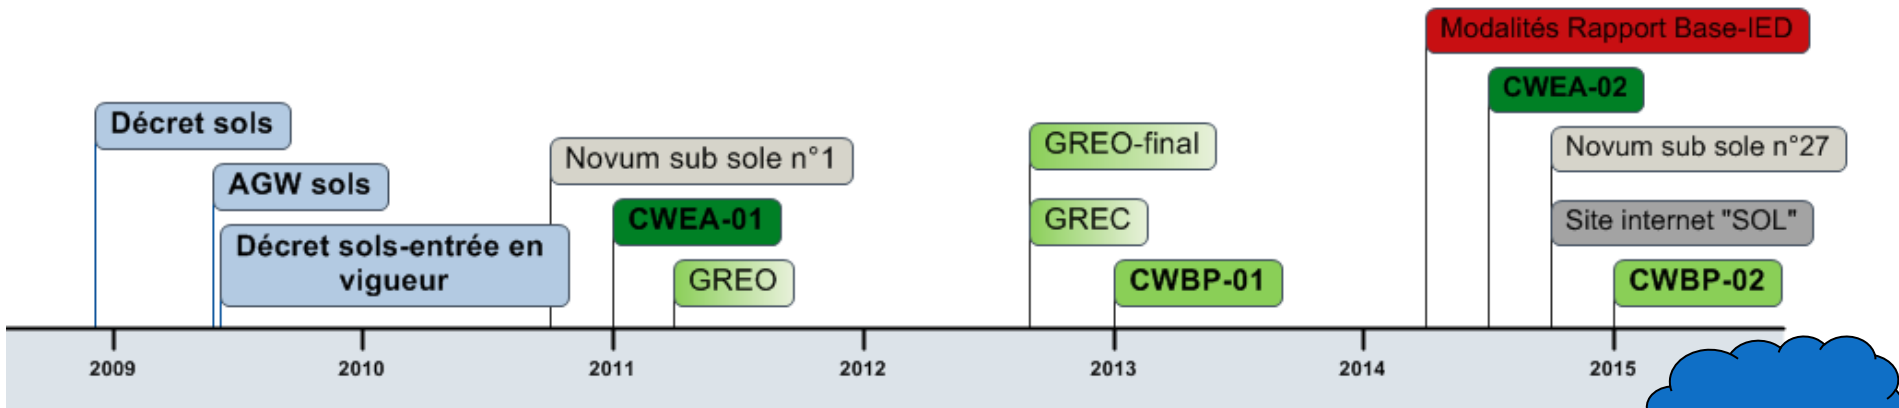 Modalités Rapport Base-IED
CWEA-02
Décret sols
GREO-final
Novum sub sole n°27
Novum sub sole n°1
AGW sols
CWEA-01
GREC
Site internet "SOL"
Décret sols-entrée en
vigueur
GREO
CWBP-01
CWBP-02
2009 2010 2011 2012 2013 2014 2015